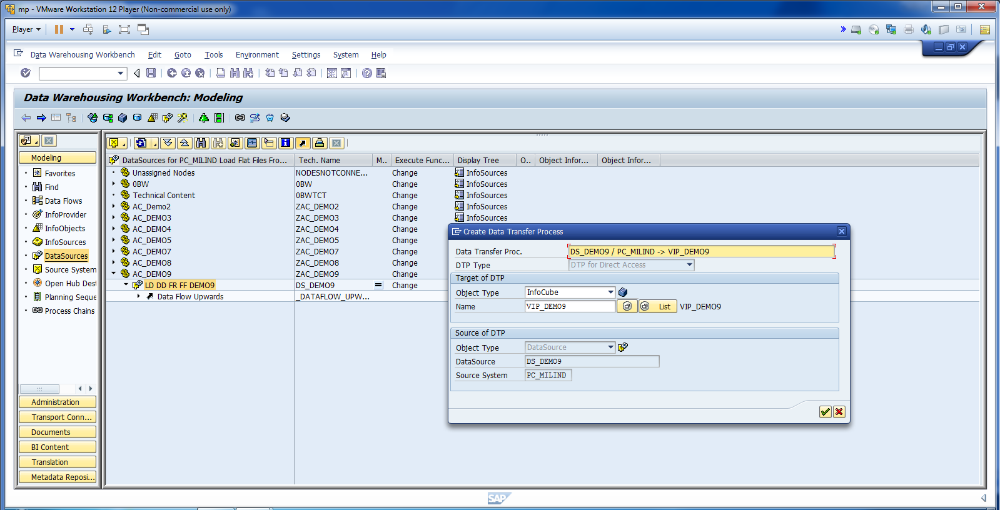 mp - VMware Workstation 12 Player (Non-commercial use only)
Player
Data Warehousing Workbench Edit Goto Tools Environment Settings System Help
Data Warehousing Workbench: Modeling
Modeling
Favorites
Find
Data Flows
InfoProvider
InfoObjects
InfoSources
DataSources
Source System
Open Hub Dest
Planning Seque
Process Chains
Administration
Transport Conn...
Documents
BI Content
Translation
Metadata Reposi...
DataSources for PC_MILIND Load Flat Files Fro... Tech. Name M.. Execute Func... Display Tree O.. Object Infor... Object Infor...
Unassigned Nodes NODESNOTCONNE... Change InfoSources
0BW 0BW Change InfoSources
Technical Content 0BWTCT Change InfoSources
AC_Demo2 ZAC_DEMO2 Change InfoSources
AC_DEMO3 ZAC_DEMO3 Change InfoSources
AC_DEMO4 ZAC_DEMO4 Change
AC_DEMO5 ZAC_DEMO5 Change
AC_DEMO7 ZAC_DEMO7 Change
AC_DEMO8 ZAC_DEMO8 Change
AC_DEMO9 ZAC_DEMO9 Change
LD DD FR FF DEMO9 DS_DEMO9 Change
Data Flow Upwards _DATAFLOW_UPW...
Create Data Transfer Process
Data Transfer Proc. DS_DEMO9 / PC_MILIND -> VIP_DEMO9
DTP Type DTP for Direct Access
Target of DTP
Object Type InfoCube
Name VIP_DEMO9 List VIP_DEMO9
Source of DTP
Object Type DataSource
DataSource DS_DEMO9
Source System PC_MILIND
SAP